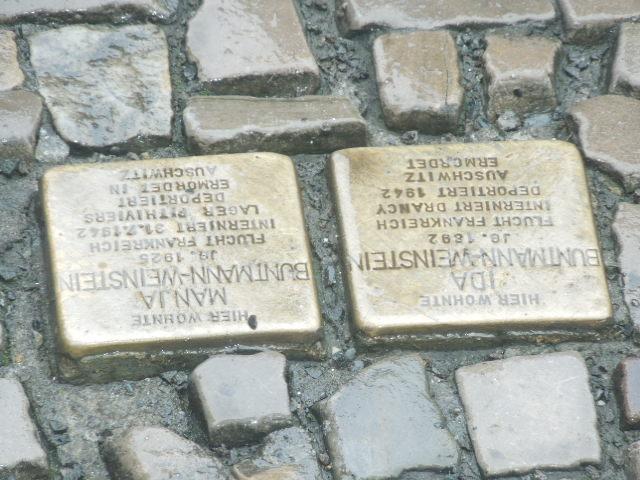 HIER WOHNTE
MANJA
BUNTMANN-WEINSTEIN
JG. 1925
FLUCHT FRANKREICH
INTERNIERT 31.7.1942
LAGER PITHIVIERS
DEPORTIERT
ERMORDET IN
AUSCHWITZ
HIER WOHNTE
IDA
BUNTMANN-WEINSTEIN
JG. 1892
FLUCHT FRANKREICH
INTERNIERT DRANCY
DEPORTIERT 1942
AUSCHWITZ
ERMORDET